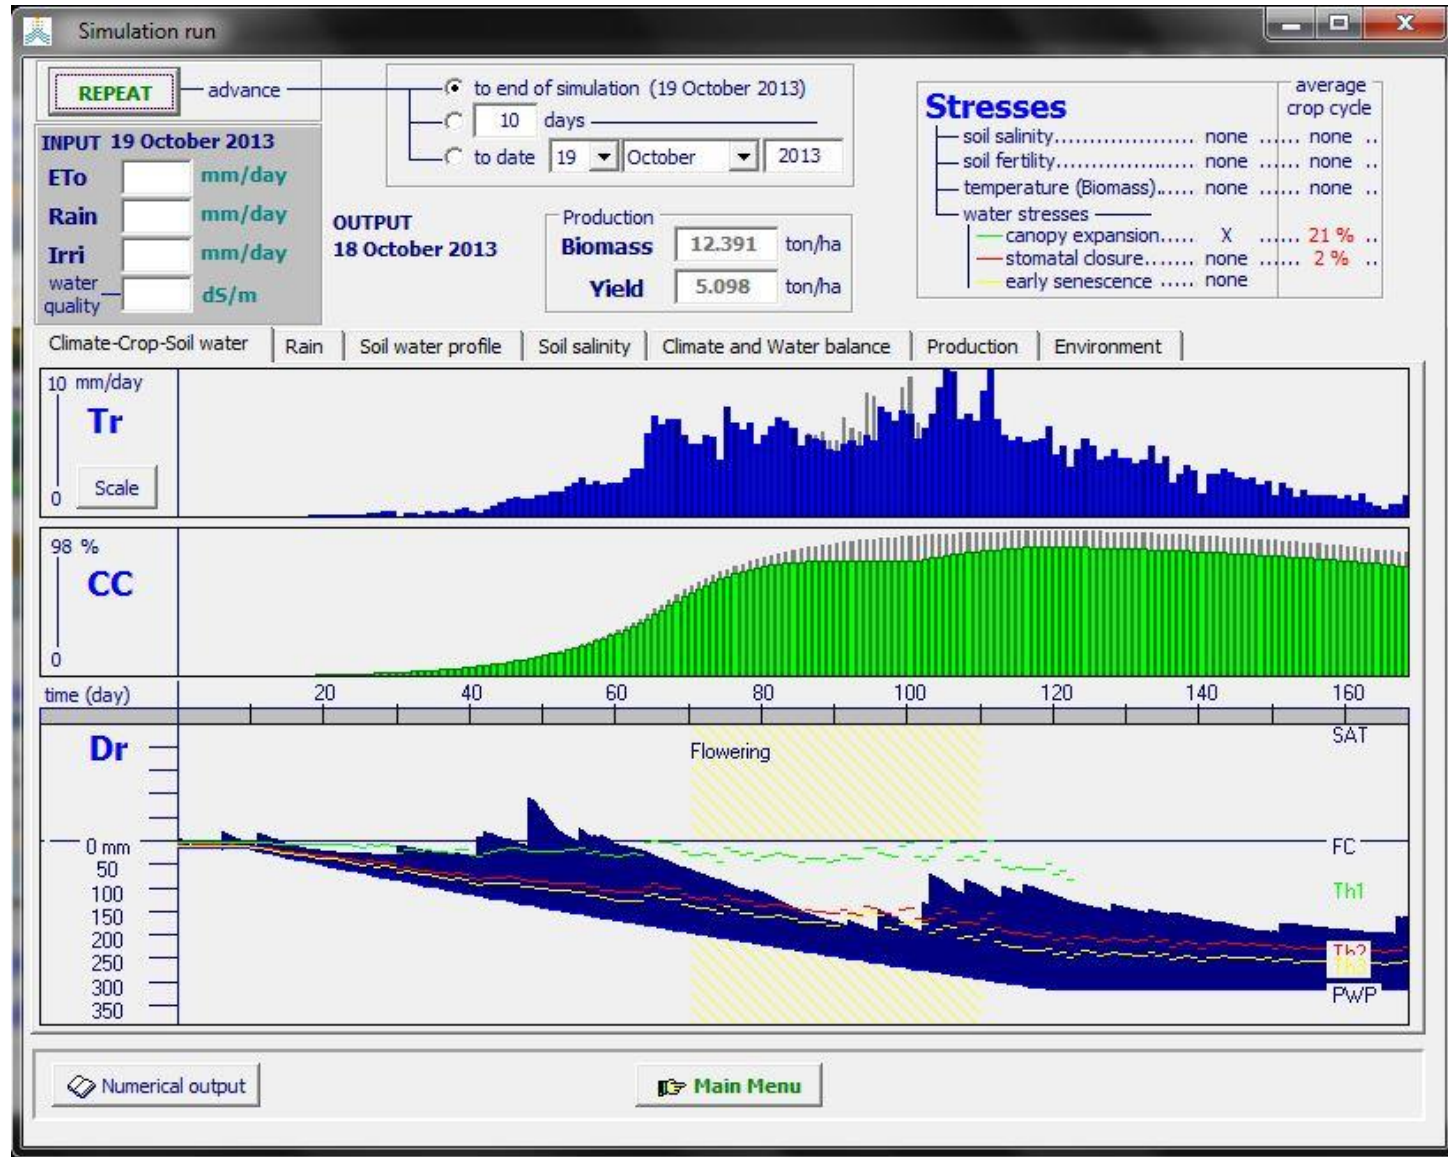 Simulation run
REPEAT
advance
to end of simulation (19 October 2013)
10 days
to date 19 October 2013
INPUT 19 October 2013
ETo mm/day
Rain mm/day
Irri mm/day
water quality dS/m
OUTPUT
18 October 2013
Production
Biomass 12.391 ton/ha
Yield 5.098 ton/ha
Stresses
average
crop cycle
soil salinity..................... none ...... none ..
soil fertility..................... none ...... none ..
temperature (Biomass)...... none ...... none ..
water stresses
canopy expansion..... X ...... 21 % ..
stomatal closure....... none ...... 2 % ..
early senescence ..... none
Climate-Crop-Soil water Rain Soil water profile Soil salinity Climate and Water balance Production Environment
10 mm/day
Tr
Scale
0
98 %
CC
0
time (day) 20 40 60 80 100 120 140 160
Dr
Flowering
SAT
0 mm
FC
50
100
Th1
150
200
250
Th2
Th3
300
PWP
350
Numerical output
Main Menu